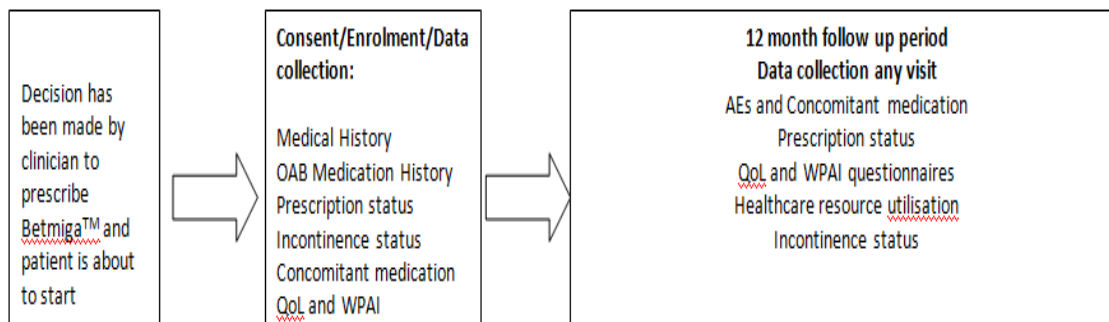 Decision has
been made by
clinician to
prescribe
Betmiga™ and
patient is about
to start
Consent/Enrolment/Data
collection:
Medical History
OAB Medication History
Prescription status
Incontinence status
Concomitant medication
QoL and WPAI
12 month follow up period
Data collection any visit
AEs and Concomitant medication
Prescription status
QoL and WPAI questionnaires
Healthcare resource utilisation
Incontinence status